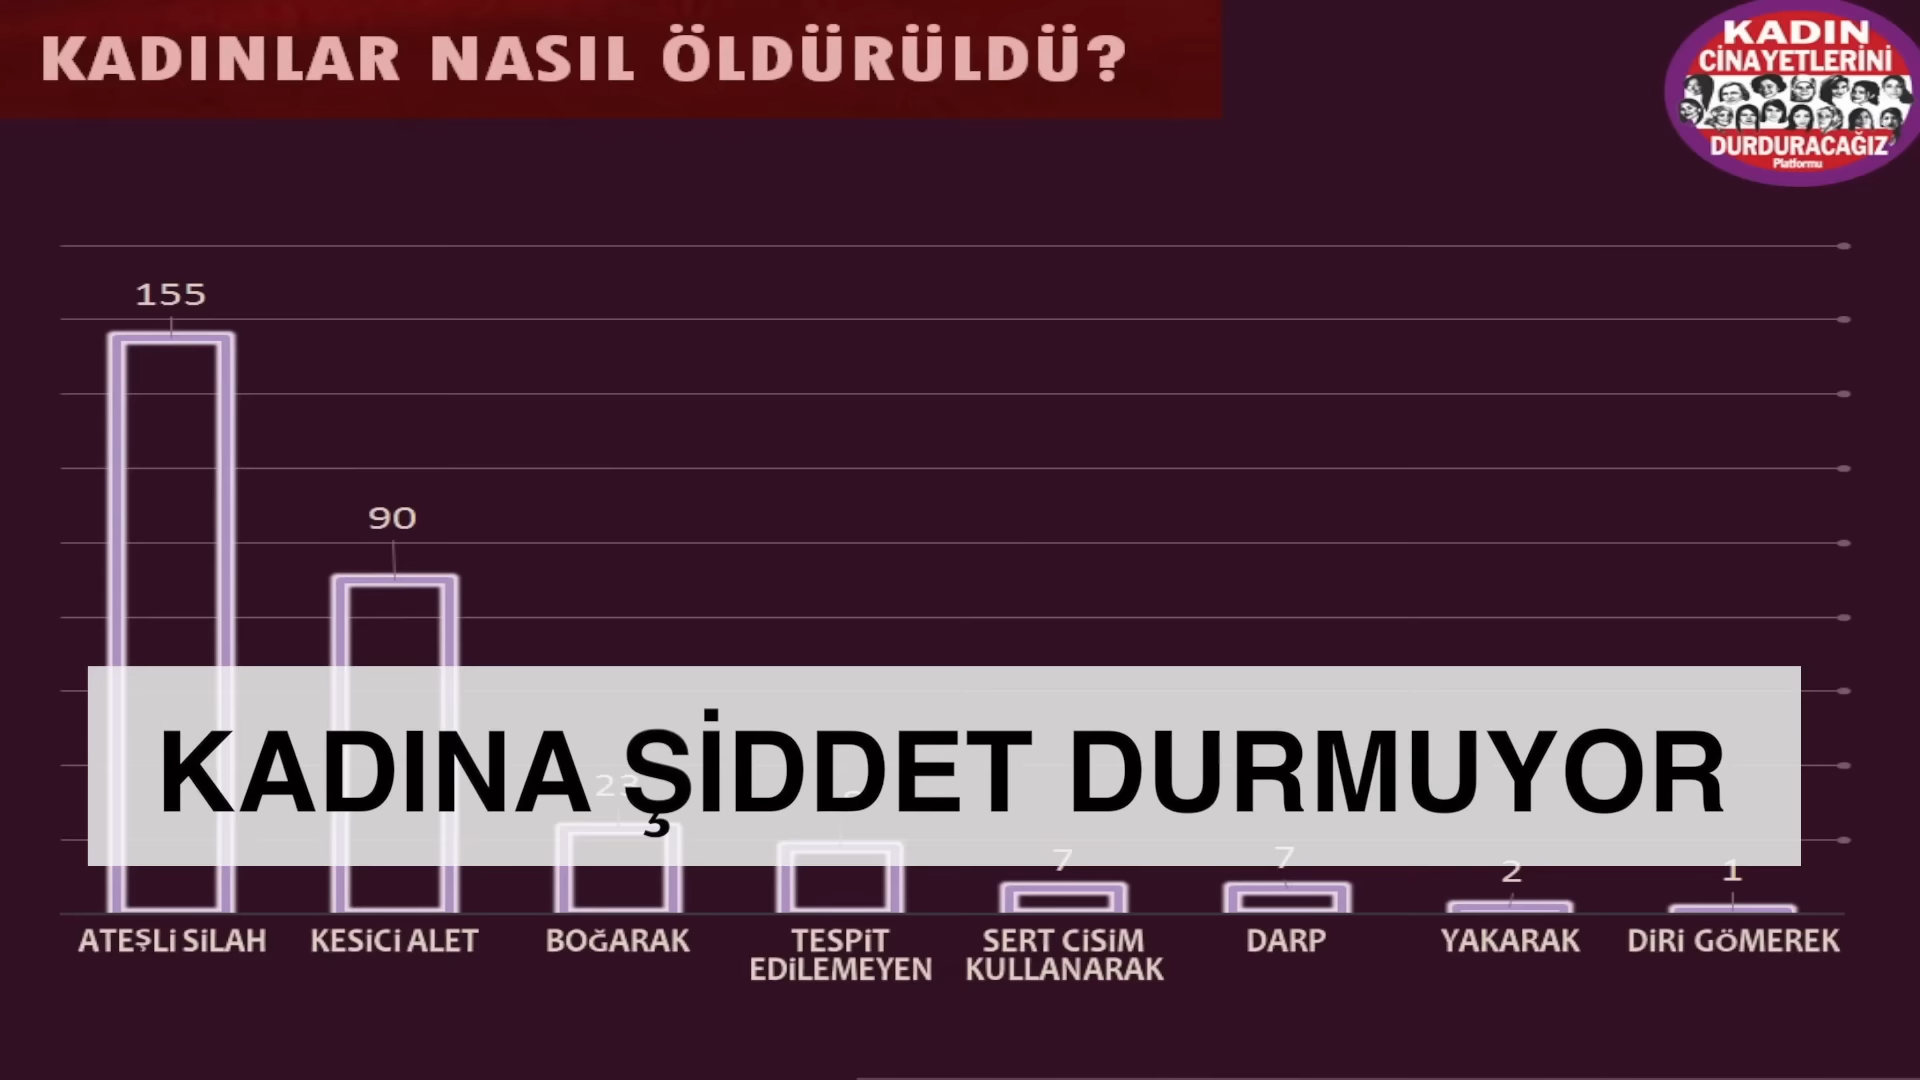 KADINLAR NASIL ÖLDÜRÜLDÜ?
KADIN
CİNAYETLERİNİ
DURDURACAĞIZ
Platformu
155
90
23
KADINA ŞİDDET DURMUYOR
7
7
2
1
ATEŞLİ SİLAH
KESİCİ ALET
BOĞARAK
TESPİT
EDİLEMEYEN
SERT CİSİM
KULLANARAK
DARP
YAKARAK
DİRİ GÖMEREK